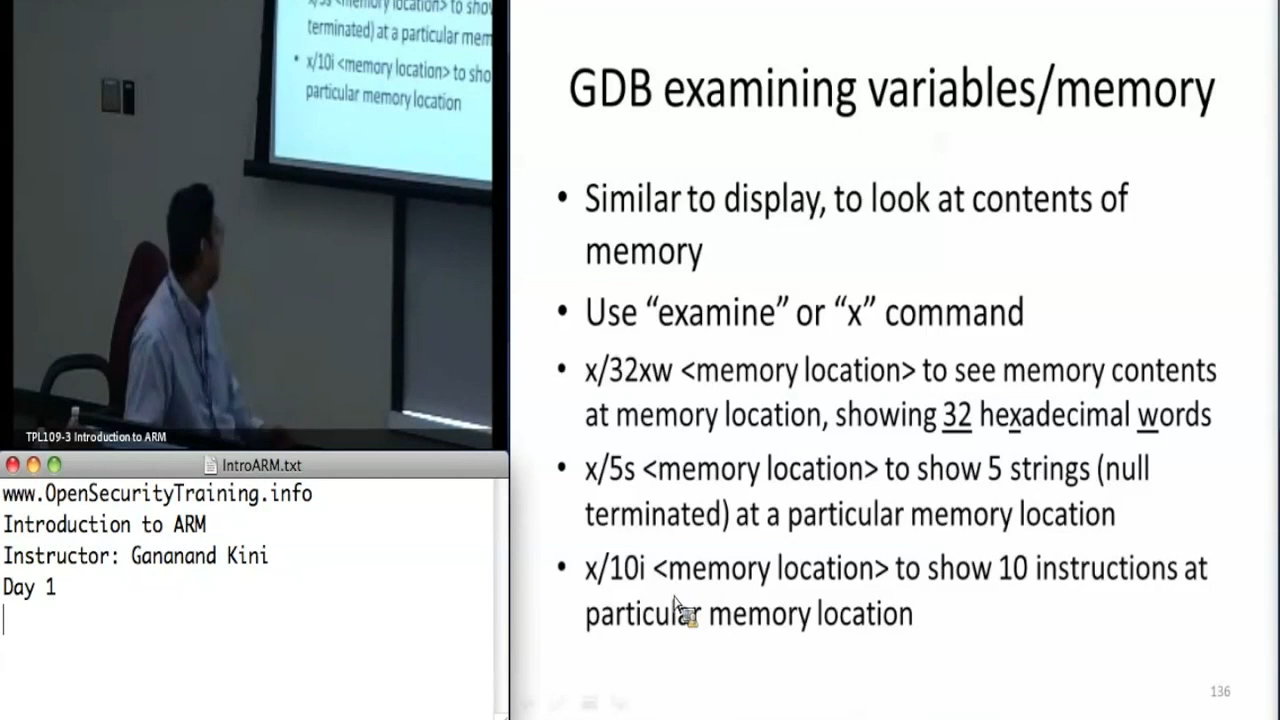 x/5s <memory location> to show
terminated) at a particular mem
• x/10i <memory location> to sho
particular memory location
TPL109-3 Introduction to ARM
IntroARM.txt
www.OpenSecurityTraining.info
Introduction to ARM
Instructor: Gananand Kini
Day 1
GDB examining variables/memory
• Similar to display, to look at contents of
memory
• Use “examine” or “x” command
• x/32xw <memory location> to see memory contents
at memory location, showing 32 hexadecimal words
• x/5s <memory location> to show 5 strings (null
terminated) at a particular memory location
• x/10i <memory location> to show 10 instructions at
particular memory location
136